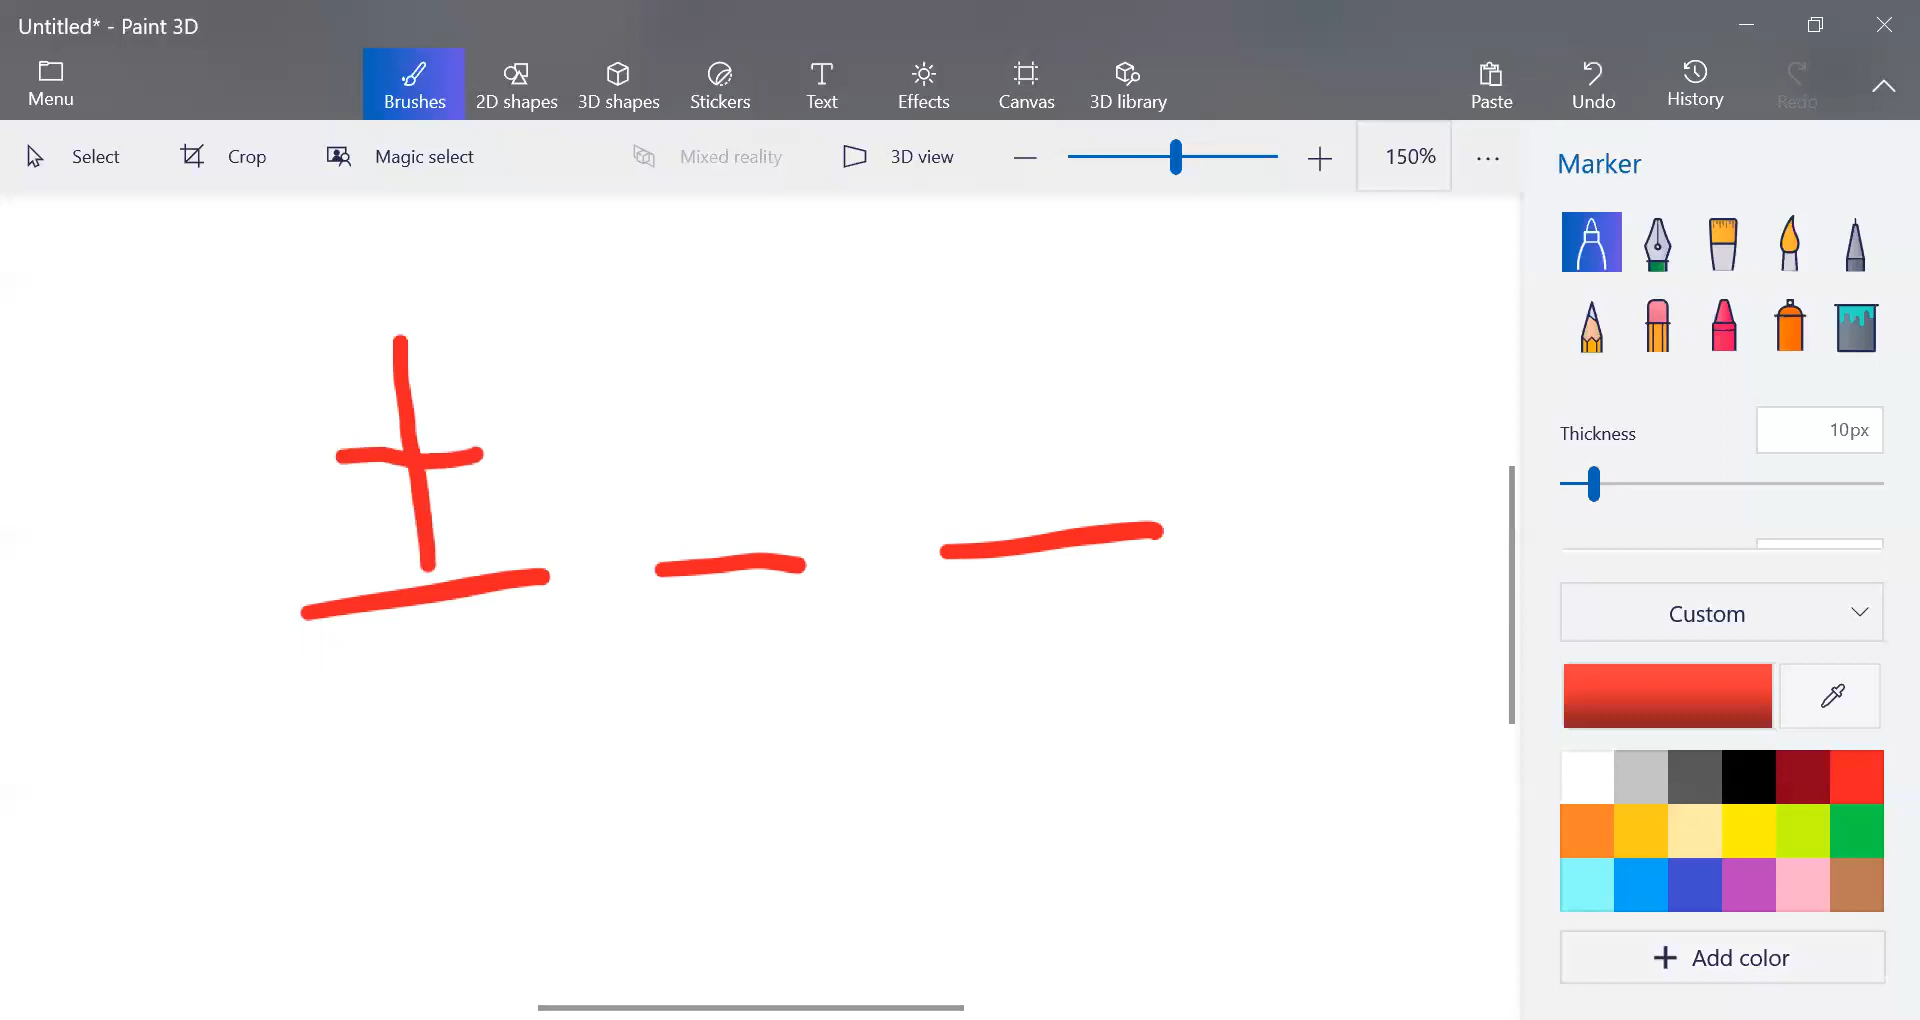 Untitled* - Paint 3D
Menu
Brushes 2D shapes 3D shapes Stickers Text Effects Canvas 3D library Paste Undo History Redo
Select Crop Magic select Mixed reality 3D view 150% ...
Marker
Thickness 10px
Custom
± - -
Add color